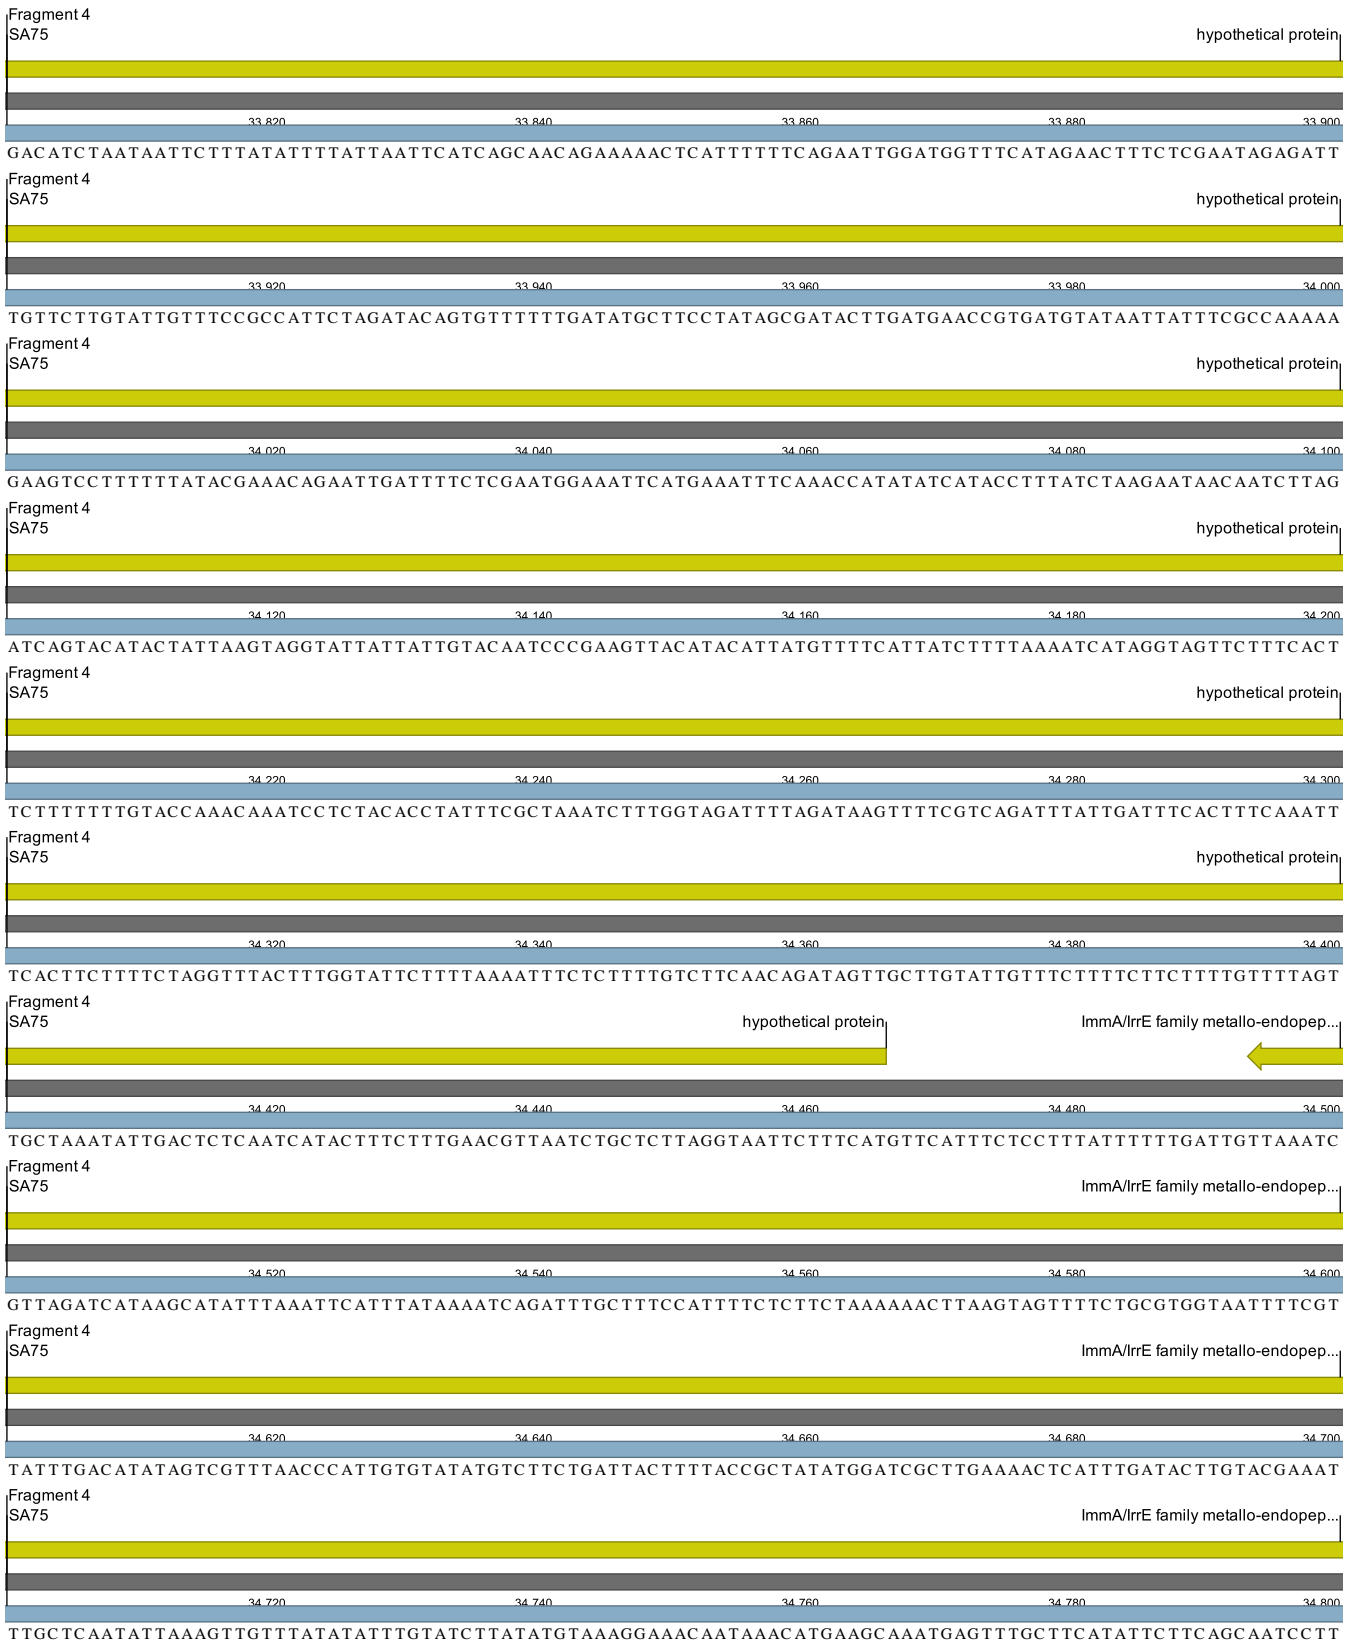 Fragment 4
SA75 hypothetical protein
33.820 33.840 33.860 33.880 33.900
GACATCTAATAATTCTTTATATTTTATTAATTCATCAGCAACAGAAAAACTCATTTTTTCAGAATTGGATGGTTTCATAGAACTTTCTCGAATAGAGATT
Fragment 4
SA75 hypothetical protein
33.920 33.940 33.960 33.980 34.000
TGTTCTTGTATTGTTTCCGCCATTCTAGATACAGTGTTTTTTGATATGCTTCCTATAGCGATACTTGATGAACCGTGATGTATAATTATTTCGCCAAAAA
Fragment 4
SA75 hypothetical protein
34.020 34.040 34.060 34.080 34.100
GAAGTCCTTTTTTATACGAAACAGAATTGATTTTCTCGAATGGAAATTCATGAAATTTCAAACCATATATCATACCTTTATCTAAGAATAACAATCTTAG
Fragment 4
SA75 hypothetical protein
34.120 34.140 34.160 34.180 34.200
ATCAGTACATACTATTAAGTAGGTATTATTATTGTACAATCCCGAAGTTACATACATTATGTTTTCATTATCTTTTAAAATCATAGGTAGTTCTTTCACT
Fragment 4
SA75 hypothetical protein
34.220 34.240 34.260 34.280 34.300
TCTTTTTTTGTACCAAACAAATCCTCTACACCTATTTCGCTAAATCTTTGGTAGATTTTAGATAAGTTTTCGTCAGATTTATTGATTTCACTTTCAAATT
Fragment 4
SA75 hypothetical protein
34.320 34.340 34.360 34.380 34.400
TCACTTCTTTTCTAGGTTTACTTTGGTATTCTTTTAAAATTTCTCTTTTGTCTTCAACAGATAGTTGCTTGTATTGTTTCTTTTCTTCTTTTGTTTTAGT
Fragment 4
SA75 hypothetical protein ImmA/IrrE family metallo-endopep...
34.420 34.440 34.460 34.480 34.500
TGCTAAATATTGACTCTCAATCATACTTTCTTTGAACGTTAATCTGCTCTTAGGTAATTCTTTCATGTTCATTTCTCCTTTATTTTTTGATTGTTAAATC
Fragment 4
SA75 ImmA/IrrE family metallo-endopep...
34.520 34.540 34.560 34.580 34.600
GTTAGATCATAAGCATATTTAAATTCATTTATAAAATCAGATTTGCTTTCCATTTTCTCTTCTAAAAAACTTAAGTAGTTTTCTGCGTGGTAATTTTCGT
Fragment 4
SA75 ImmA/IrrE family metallo-endopep...
34.620 34.640 34.660 34.680 34.700
TATTTGACATATAGTCGTTTAACCCATTGTGTATATGTCTTCTGATTACTTTTACCGCTATATGGATCGCTTGAAAACTCATTTGATACTTGTACGAAAT
Fragment 4
SA75 ImmA/IrrE family metallo-endopep...
34.720 34.740 34.760 34.780 34.800
TTGCTCAATATTAAAGTTGTTTATATATTTGTATCTTATATGTAAAGGAAACAATAAACATGAAGCAAATGAGTTTGCTTCATATTCTTCAGCAATCCTT